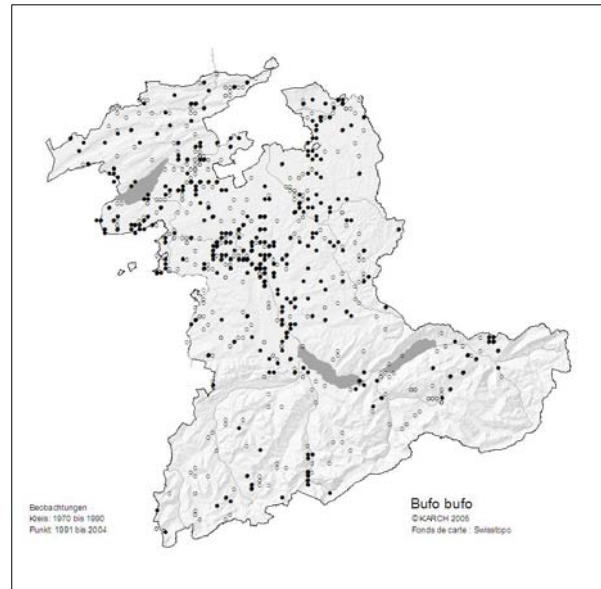 Beobachtungen
Kreis: 1970 bis 1990
Punkt: 1991 bis 2004
Bufo bufo
© KARCH 2005
Fonds de carte : Swisstopo